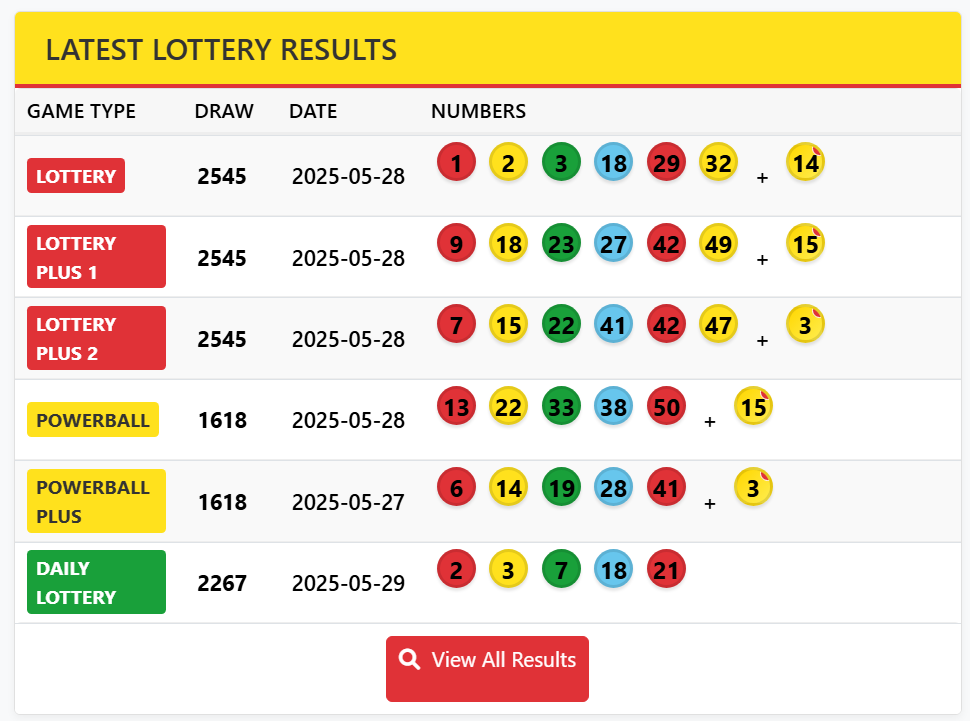 LATEST LOTTERY RESULTS
GAME TYPE DRAW DATE NUMBERS
LOTTERY 2545 2025-05-28 1 2 3 18 29 32 + 14
LOTTERY
PLUS 1 2545 2025-05-28 9 18 23 27 42 49 + 15
LOTTERY
PLUS 2 2545 2025-05-28 7 15 22 41 42 47 + 3
POWERBALL 1618 2025-05-28 13 22 33 38 50 + 15
POWERBALL
PLUS 1618 2025-05-27 6 14 19 28 41 + 3
DAILY
LOTTERY 2267 2025-05-29 2 3 7 18 21
View All Results